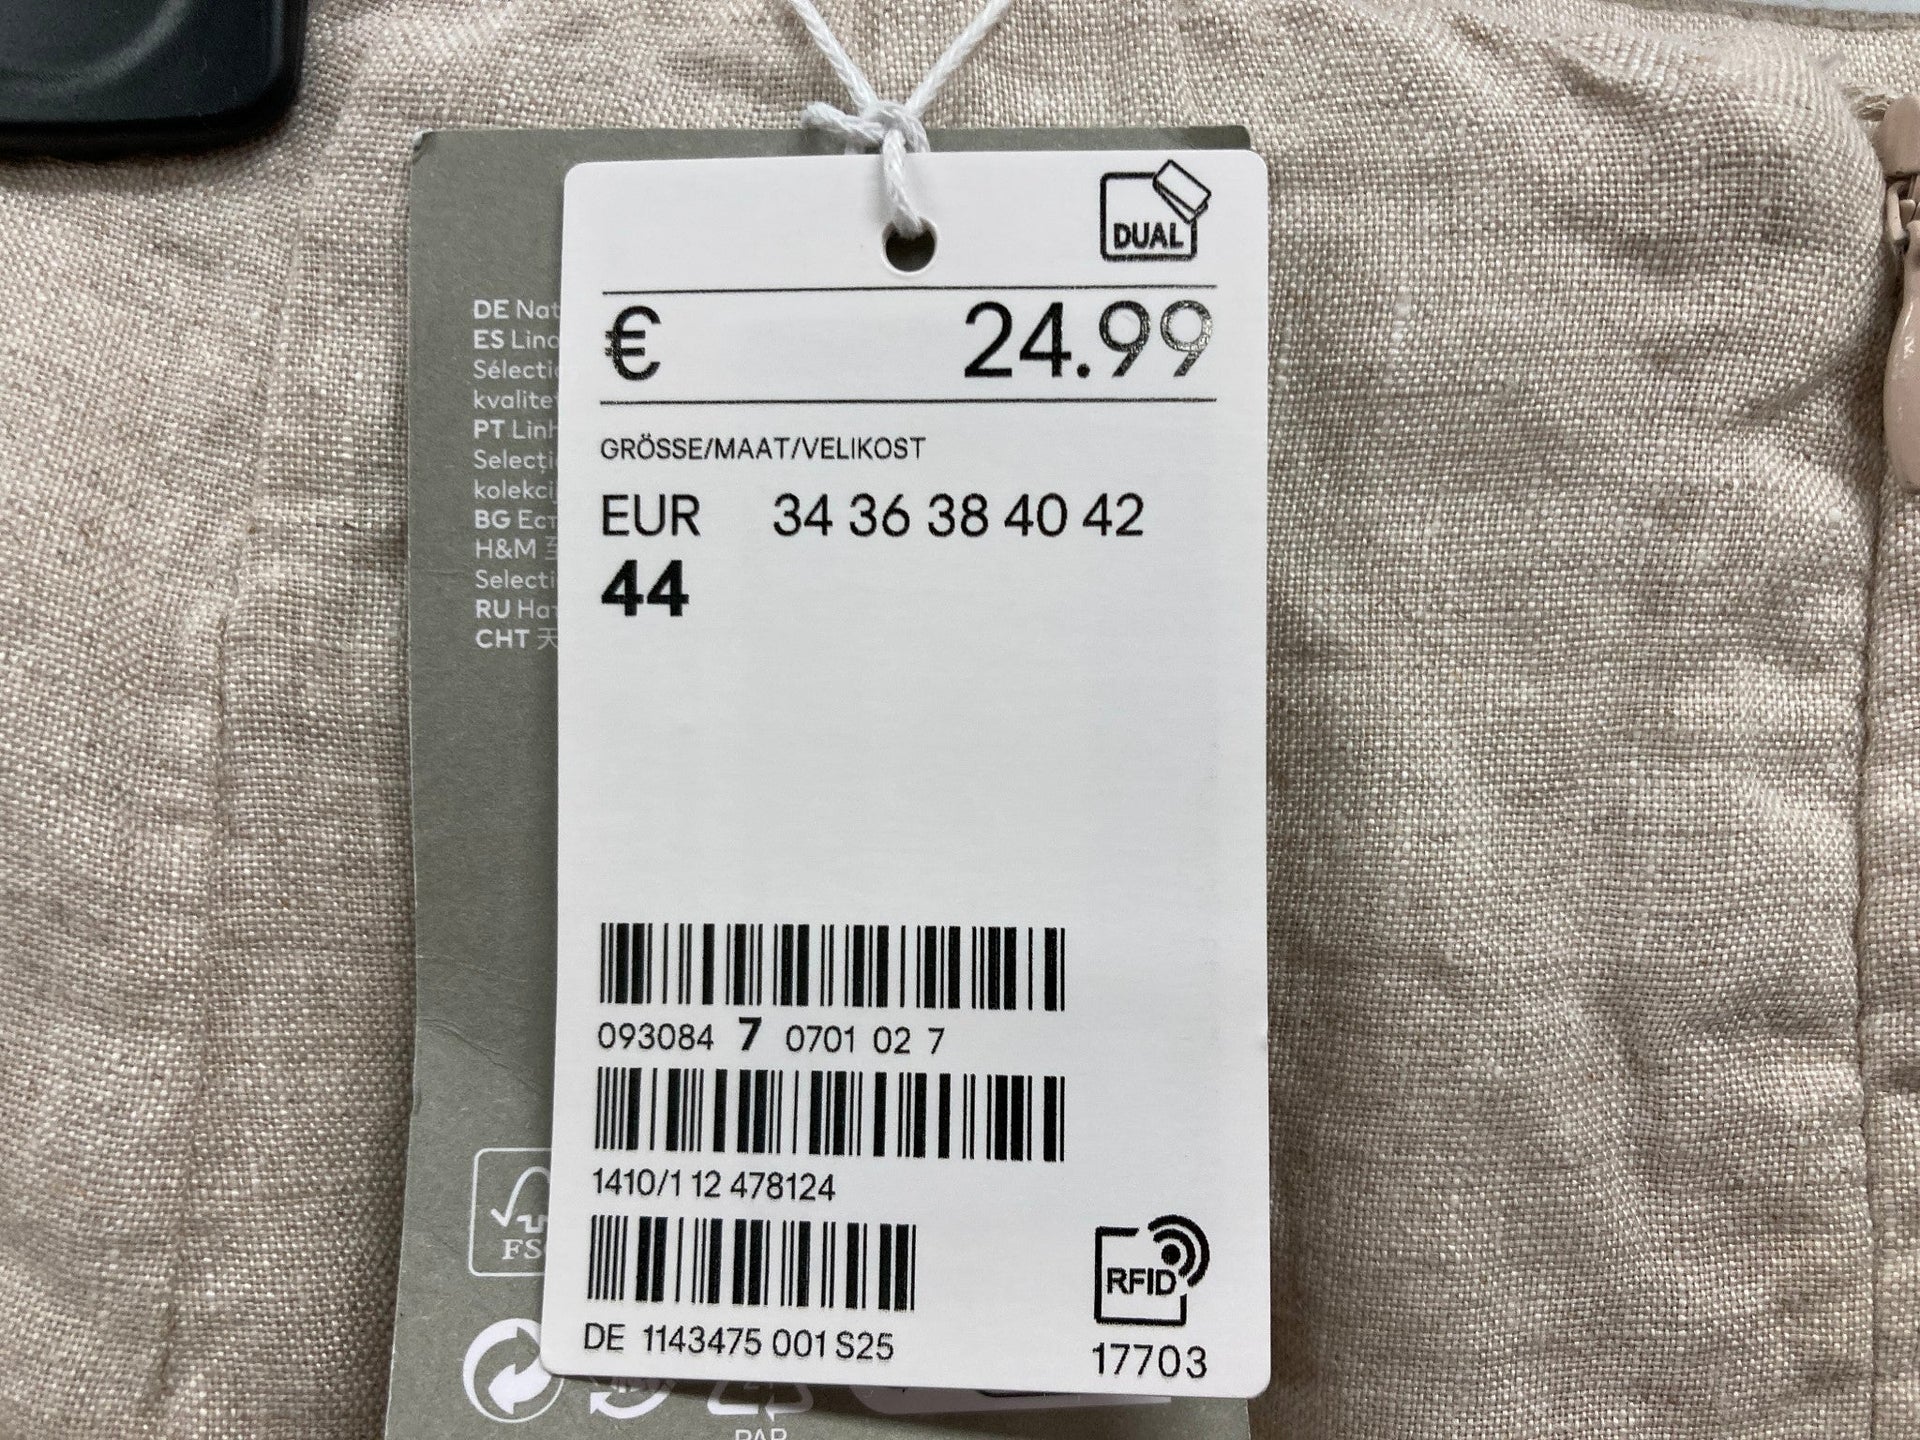 DUAL
€ 24.99
GRÖSSE/MAAT/VELIKOST
EUR 34 36 38 40 42
44
093084 7 0701 02 7
1410/1 12 478124
DE 1143475 001 S25
RFID
17703
DE
ES
PT
BG
H&M
RU
CHT
PAP